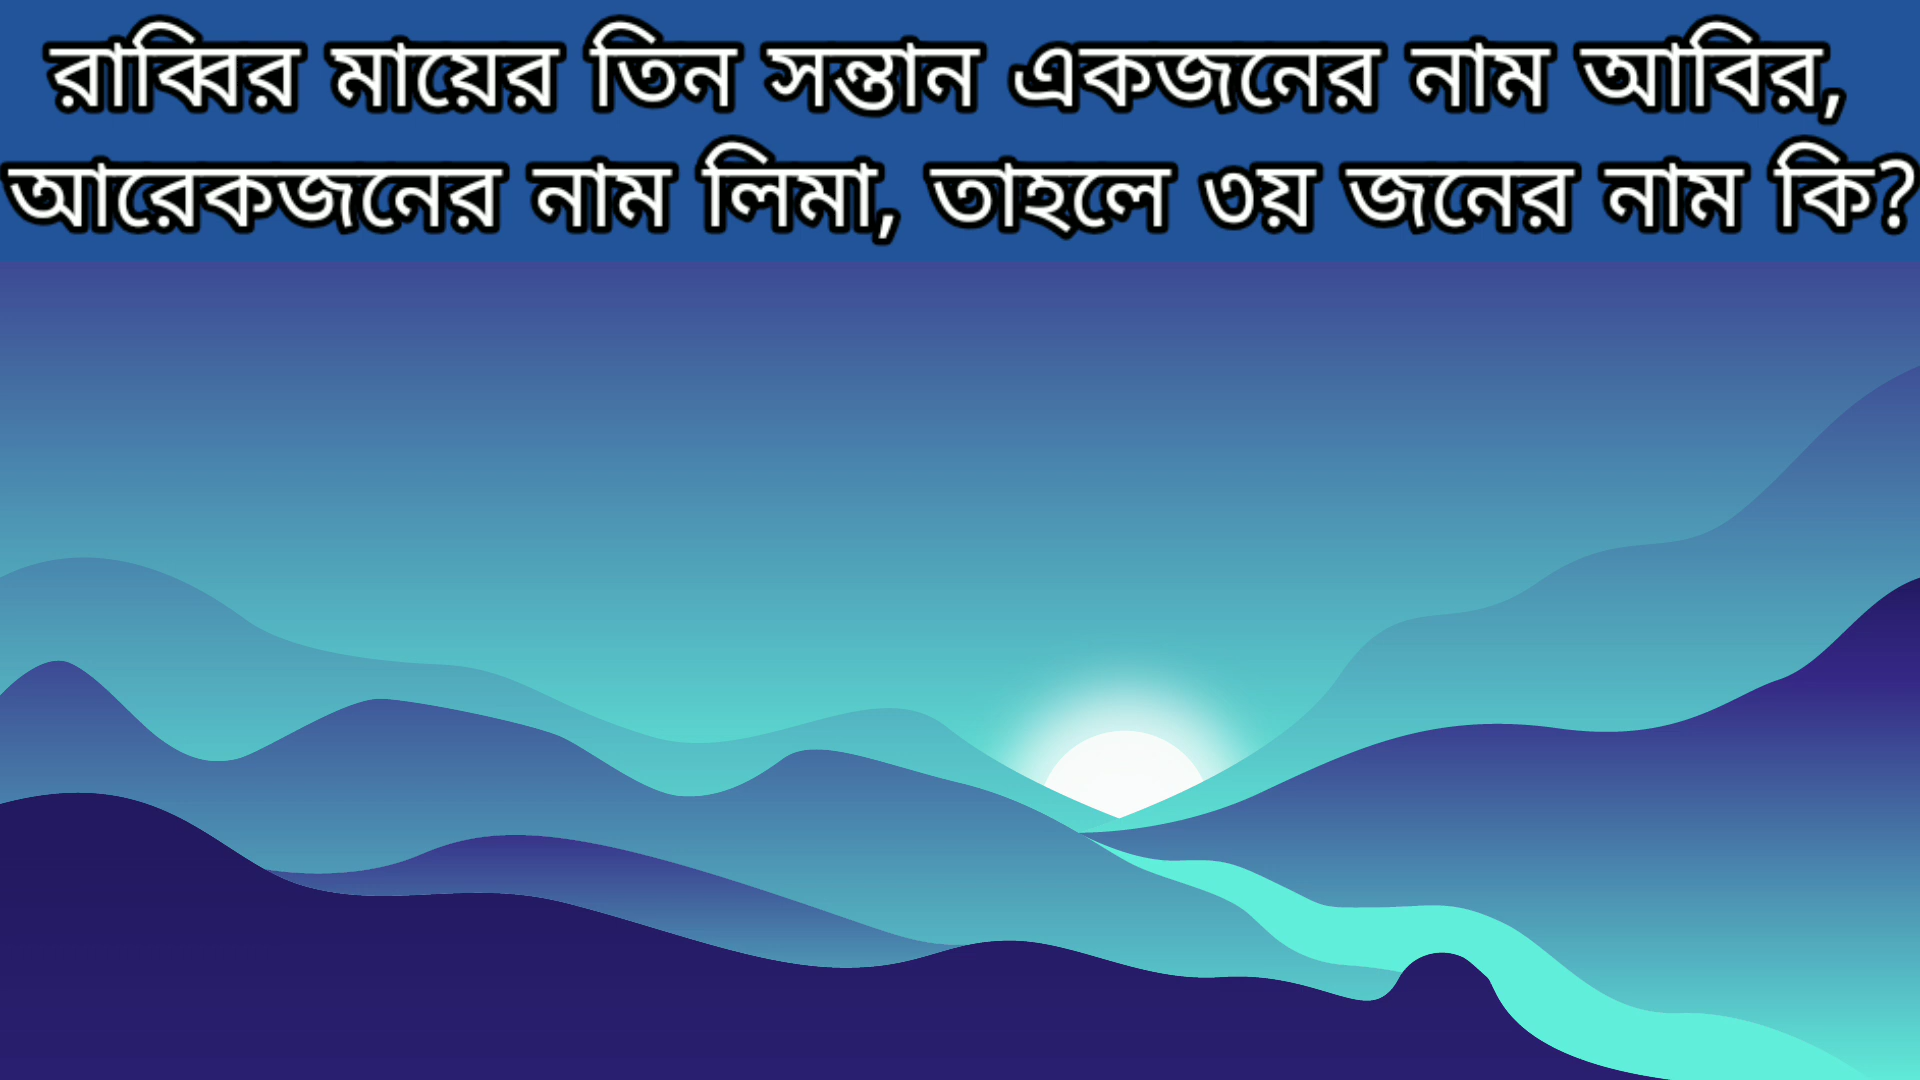 রাব্বির মায়ের তিন সন্তান একজনের নাম আবির,
আরেকজনের নাম লিমা, তাহলে ৩য় জনের নাম কি?